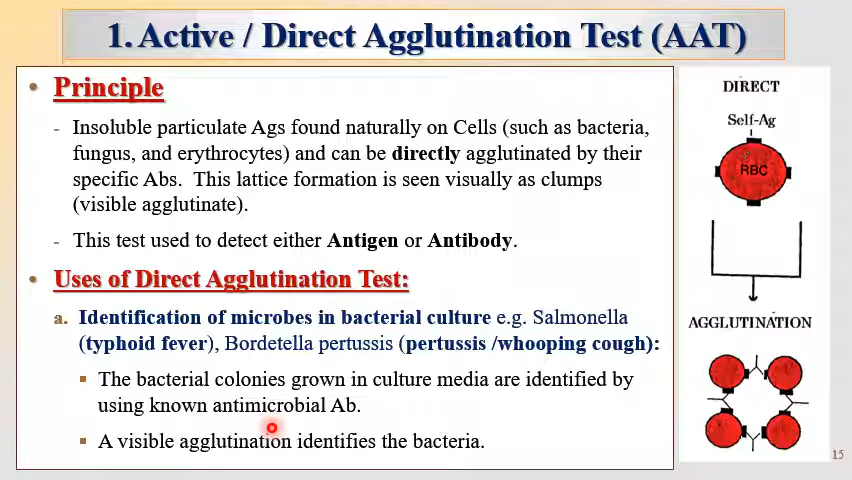 1. Active / Direct Agglutination Test (AAT)
• Principle
- Insoluble particulate Ags found naturally on Cells (such as bacteria,
fungus, and erythrocytes) and can be directly agglutinated by their
specific Abs. This lattice formation is seen visually as clumps
(visible agglutinate).
- This test used to detect either Antigen or Antibody.
• Uses of Direct Agglutination Test:
a. Identification of microbes in bacterial culture e.g. Salmonella
(typhoid fever), Bordetella pertussis (pertussis /whooping cough):
▪ The bacterial colonies grown in culture media are identified by
using known antimicrobial Ab.
▪ A visible agglutination identifies the bacteria.
DIRECT
Self-Ag
RBC
AGGLUTINATION
15